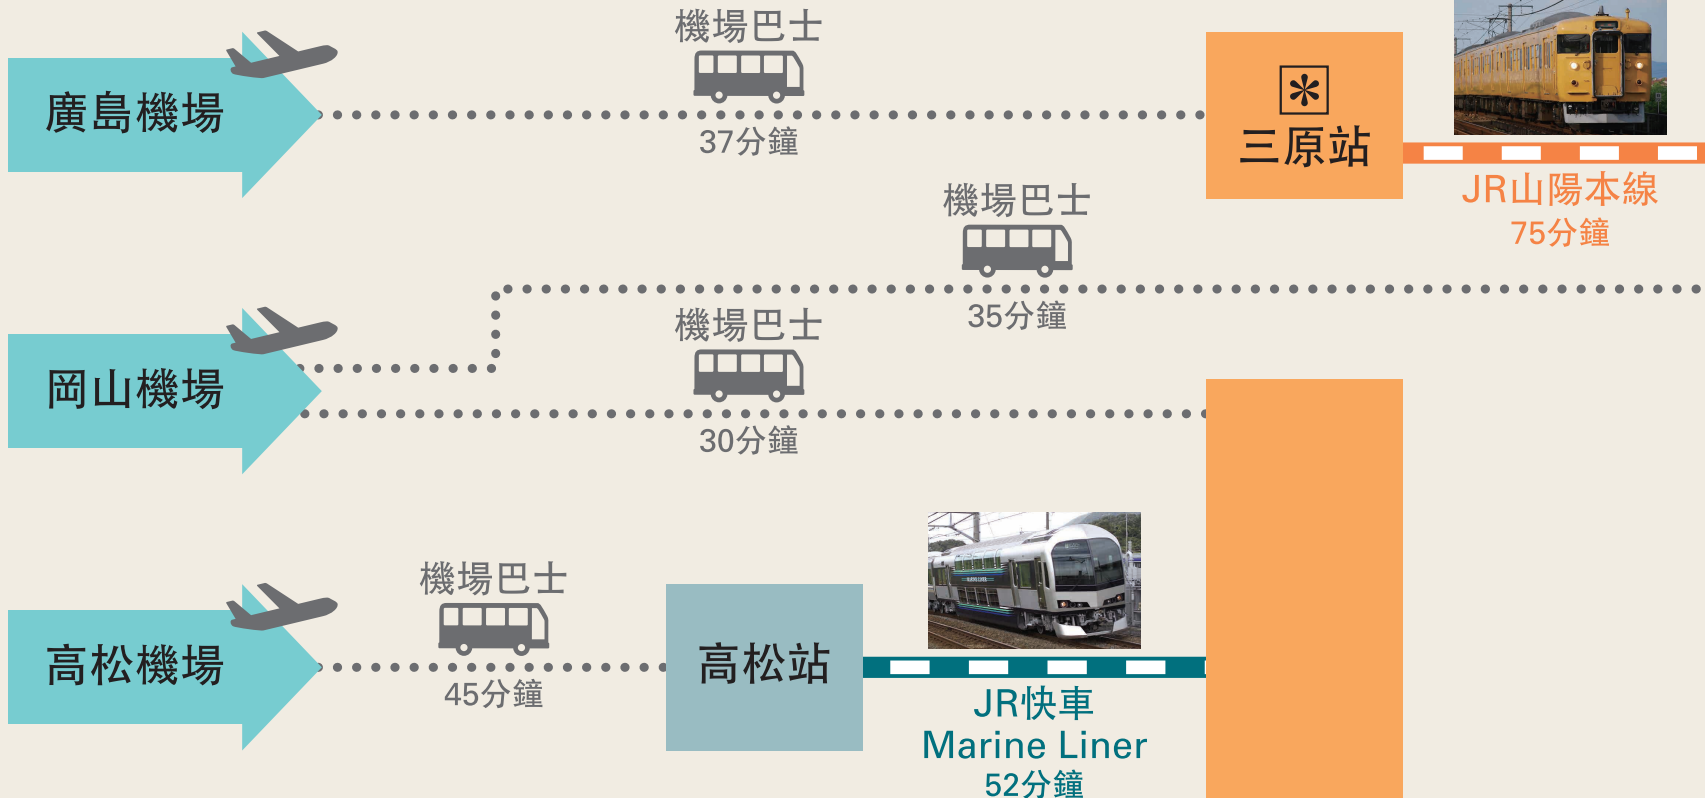 機場巴士
廣島機場
37分鐘
三原站
JR山陽本線
75分鐘
機場巴士
35分鐘
機場巴士
岡山機場
30分鐘
機場巴士
高松機場
45分鐘
高松站
MARINE LINER
JR快車
Marine Liner
52分鐘